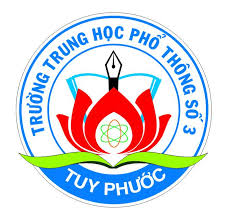 TRƯỜNG TRUNG HỌC PHỔ THÔNG SỐ 3
TUY PHƯỚC